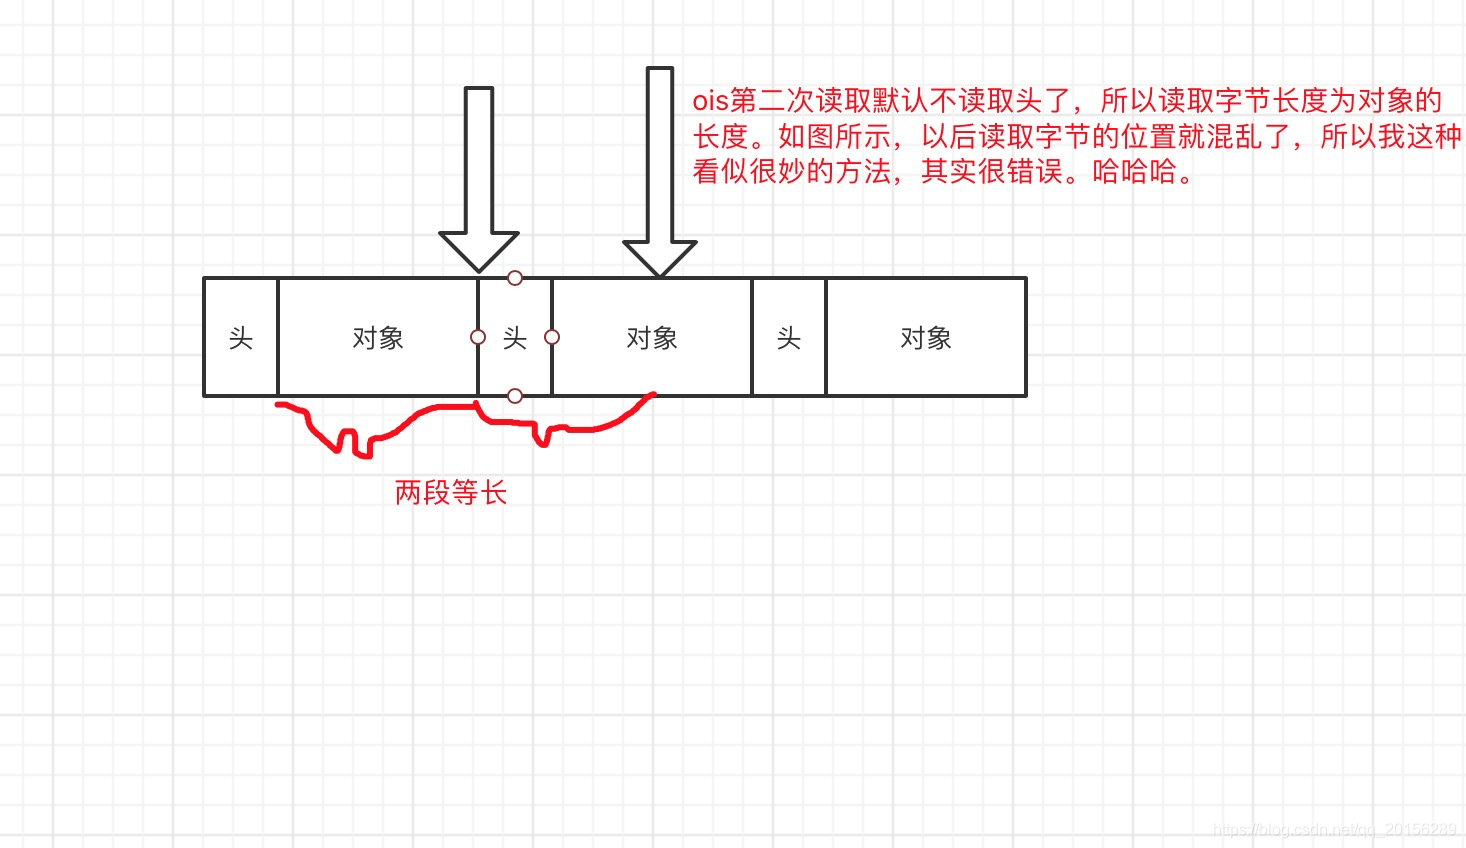 ois第二次读取默认不读取头了，所以读取字节长度为对象的
长度。如图所示，以后读取字节的位置就混乱了，所以我这种
看似很妙的方法，其实很错误。哈哈哈。
头 对象 头 对象 头 对象
两段等长
https://blog.csdn.net/qq_20156289